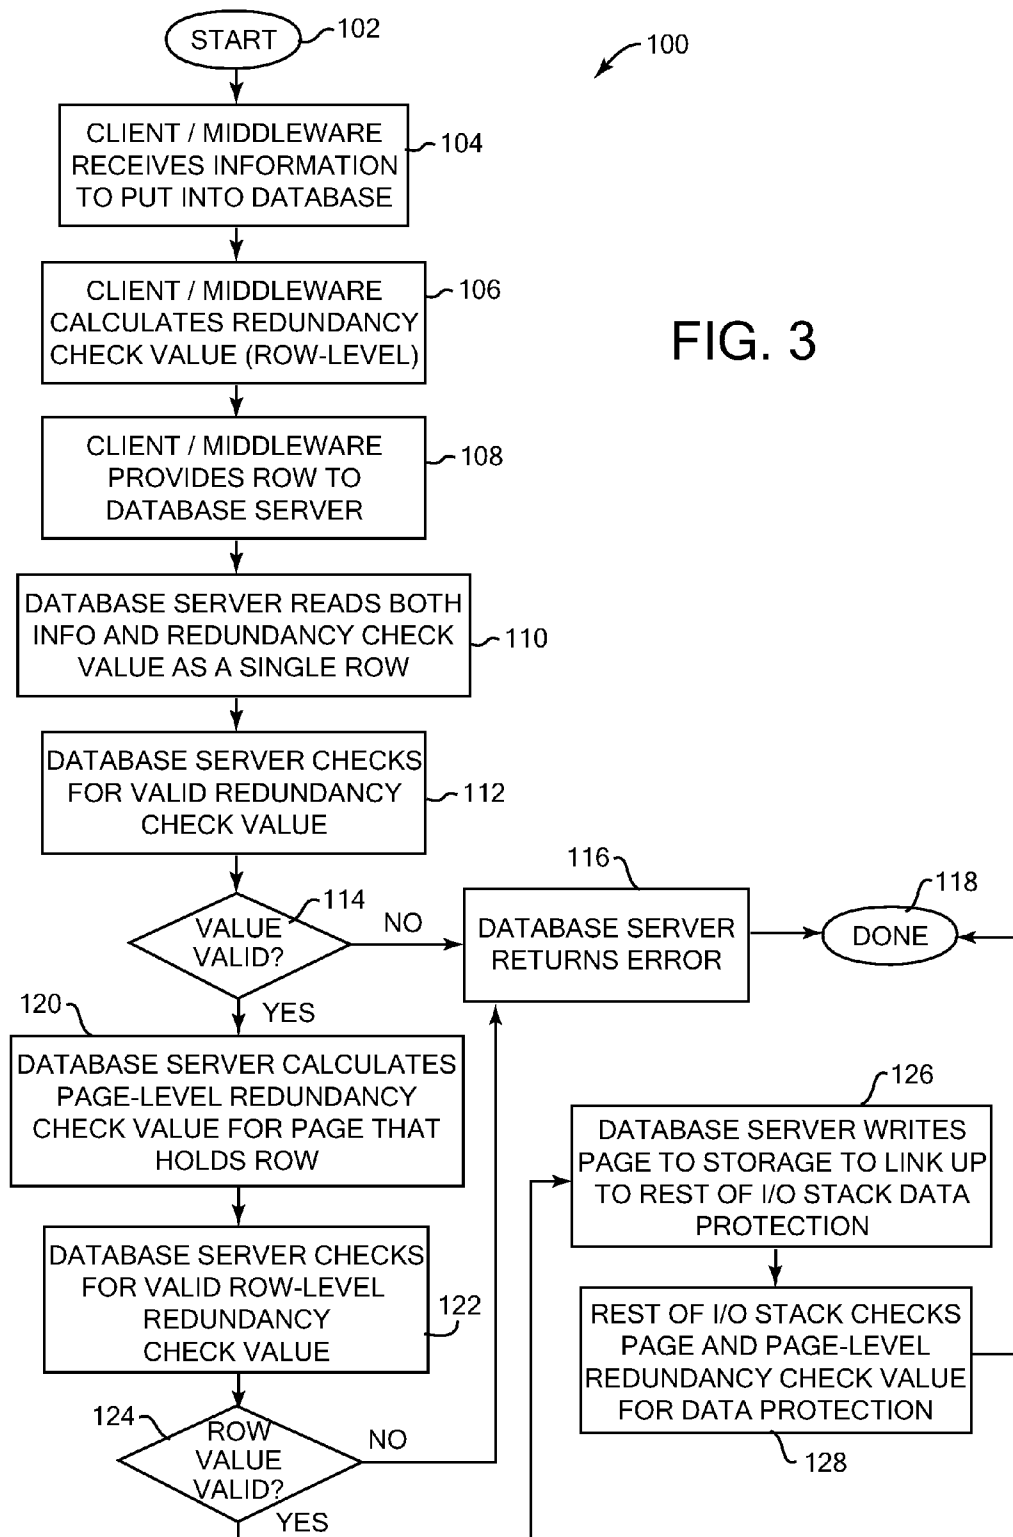 START
102
100
CLIENT / MIDDLEWARE
RECEIVES INFORMATION
TO PUT INTO DATABASE
104
CLIENT / MIDDLEWARE
CALCULATES REDUNDANCY
CHECK VALUE (ROW-LEVEL)
106
FIG. 3
CLIENT / MIDDLEWARE
PROVIDES ROW TO
DATABASE SERVER
108
DATABASE SERVER READS BOTH
INFO AND REDUNDANCY CHECK
VALUE AS A SINGLE ROW
110
DATABASE SERVER CHECKS
FOR VALID REDUNDANCY
CHECK VALUE
112
VALUE
VALID?
114
NO
YES
116
DATABASE SERVER
RETURNS ERROR
118
DONE
120
DATABASE SERVER CALCULATES
PAGE-LEVEL REDUNDANCY
CHECK VALUE FOR PAGE THAT
HOLDS ROW
DATABASE SERVER CHECKS
FOR VALID ROW-LEVEL
REDUNDANCY
CHECK VALUE
122
124
ROW
VALUE
VALID?
NO
YES
126
DATABASE SERVER WRITES
PAGE TO STORAGE TO LINK UP
TO REST OF I/O STACK DATA
PROTECTION
REST OF I/O STACK CHECKS
PAGE AND PAGE-LEVEL
REDUNDANCY CHECK VALUE
FOR DATA PROTECTION
128